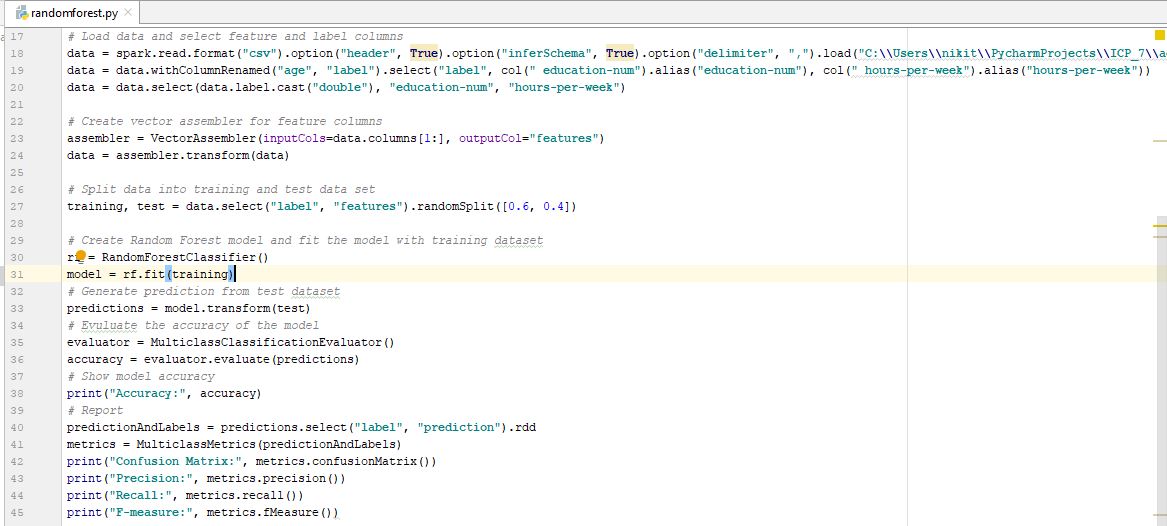 randomforest.py
17 # Load data and select feature and label columns
18 data = spark.read.format("csv").option("header", True).option("inferSchema", True).option("delimiter", ",").load("C:\\Users\\nikit\\PycharmProjects\\ICP_7\\a
19 data = data.withColumnRenamed("age", "label").select("label", col(" education-num").alias("education-num"), col(" hours-per-week").alias("hours-per-week"))
20 data = data.select(data.label.cast("double"), "education-num", "hours-per-week")
21
22 # Create vector assembler for feature columns
23 assembler = VectorAssembler(inputCols=data.columns[1:], outputCol="features")
24 data = assembler.transform(data)
25
26 # Split data into training and test data set
27 training, test = data.select("label", "features").randomSplit([0.6, 0.4])
28
29 # Create Random Forest model and fit the model with training dataset
30 rf = RandomForestClassifier()
31 model = rf.fit(training)
32 # Generate prediction from test dataset
33 predictions = model.transform(test)
34 # Evuluate the accuracy of the model
35 evaluator = MulticlassClassificationEvaluator()
36 accuracy = evaluator.evaluate(predictions)
37 # Show model accuracy
38 print("Accuracy:", accuracy)
39 # Report
40 predictionAndLabels = predictions.select("label", "prediction").rdd
41 metrics = MulticlassMetrics(predictionAndLabels)
42 print("Confusion Matrix:", metrics.confusionMatrix())
43 print("Precision:", metrics.precision())
44 print("Recall:", metrics.recall())
45 print("F-measure:", metrics.fMeasure())